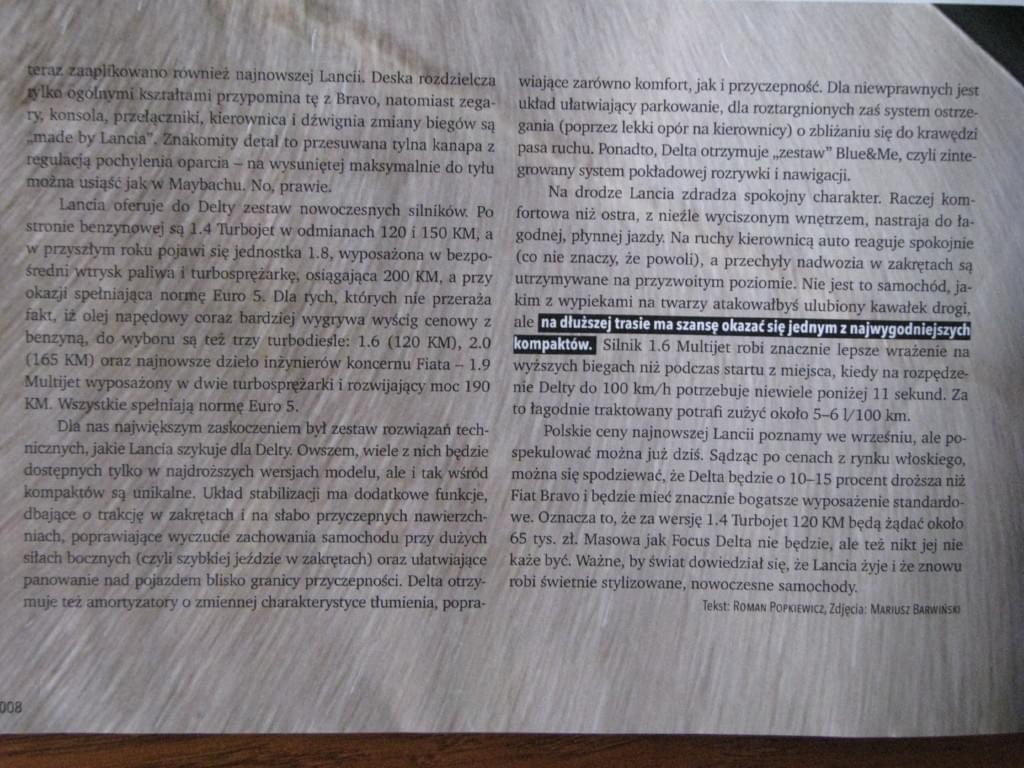 teraz zaaplikowano również najnowszej Lancii. Deska rozdzielcza
tylko ogólnymi kształtami przypomina tę z Bravo, natomiast zega-
ry, konsola, przełączniki, kierownica i dźwignia zmiany biegów są
„made by Lancia". Znakomity detal to przesuwana tylna kanapa z
regulacją pochylenia oparcia – na wysuniętej maksymalnie do tyłu
można usiąść jak w Maybachu. No, prawie.
Lancia oferuje do Delty zestaw nowoczesnych silników. Po
stronie benzynowej są 1.4 Turbojet w odmianach 120 i 150 KM, a
w przyszłym roku pojawi się jednostka 1.8, wyposażona w bezpo-
średni wtrysk paliwa i turbosprężarkę, osiągająca 200 KM, a przy
okazji spełniająca normę Euro 5. Dla tych, których nie przeraża
fakt, iż olej napędowy coraz bardziej wygrywa wyścig cenowy z
benzyną, do wyboru są też trzy turbodiesle: 1.6 (120 KM), 2.0
(165 KM) oraz najnowsze dzieło inżynierów koncernu Fiata – 1.9
Multijet wyposażony w dwie turbosprężarki i rozwijający moc 190
KM. Wszystkie spełniają normę Euro 5.
Dla nas największym zaskoczeniem był zestaw rozwiązań tech-
nicznych, jakie Lancia szykuje dla Delty. Owszem, wiele z nich będzie
dostępnych tylko w najdroższych wersjach modelu, ale i tak wśród
kompaktów są unikalne. Układ stabilizacji ma dodatkowe funkcje,
dbające o trakcję w zakrętach i na słabo przyczepnych nawierzch-
niach, poprawiające wyczucie zachowania samochodu przy dużych
siłach bocznych (czyli szybkiej jeździe w zakrętach) oraz ułatwiające
panowanie nad pojazdem blisko granicy przyczepności. Delta otrzy-
muje też amortyzatory o zmiennej charakterystyce tłumienia, popra-
wiające zarówno komfort, jak i przyczepność. Dla niewprawnych jest
układ ułatwiający parkowanie, dla roztargnionych zaś system ostrze-
gania (poprzez lekki opór na kierownicy) o zbliżaniu się do krawędzi
pasa ruchu. Ponadto, Delta otrzymuje „zestaw" Blue&Me, czyli zinte-
growany system pokładowej rozrywki i nawigacji.
Na drodze Lancia zdradza spokojny charakter. Raczej kom-
fortowa niż ostra, z nieźle wyciszonym wnętrzem, nastraja do ła-
godnej, płynnej jazdy. Na ruchy kierownicą auto reaguje spokojnie
(co nie znaczy, że powoli), a przechyły nadwozia w zakrętach są
utrzymywane na przyzwoitym poziomie. Nie jest to samochód, ja-
kim z wypiekami na twarzy atakowałbyś ulubiony kawałek drogi,
ale na dłuższej trasie ma szansę okazać się jednym z najwygodniejszych
kompaktów. Silnik 1.6 Multijet robi znacznie lepsze wrażenie na
wyższych biegach niż podczas startu z miejsca, kiedy na rozpędze-
nie Delty do 100 km/h potrzebuje niewiele poniżej 11 sekund. Za
to łagodnie traktowany potrafi zużyć około 5–6 l/100 km.
Polskie ceny najnowszej Lancii poznamy we wrześniu, ale po-
spekulować można już dziś. Sądząc po cenach z rynku włoskiego,
można się spodziewać, że Delta będzie o 10–15 procent droższa niż
Fiat Bravo i będzie mieć znacznie bogatsze wyposażenie standardo-
we. Oznacza to, że za wersję 1.4 Turbojet 120 KM będą żądać około
65 tys. zł. Masowa jak Focus Delta nie będzie, ale też nikt jej nie
każe być. Ważne, by świat dowiedział się, że Lancia żyje i że znowu
robi świetnie stylizowane, nowoczesne samochody.
Tekst: ROMAN POPKIEWICZ, Zdjęcia: MARIUSZ BARWIŃSKI
008